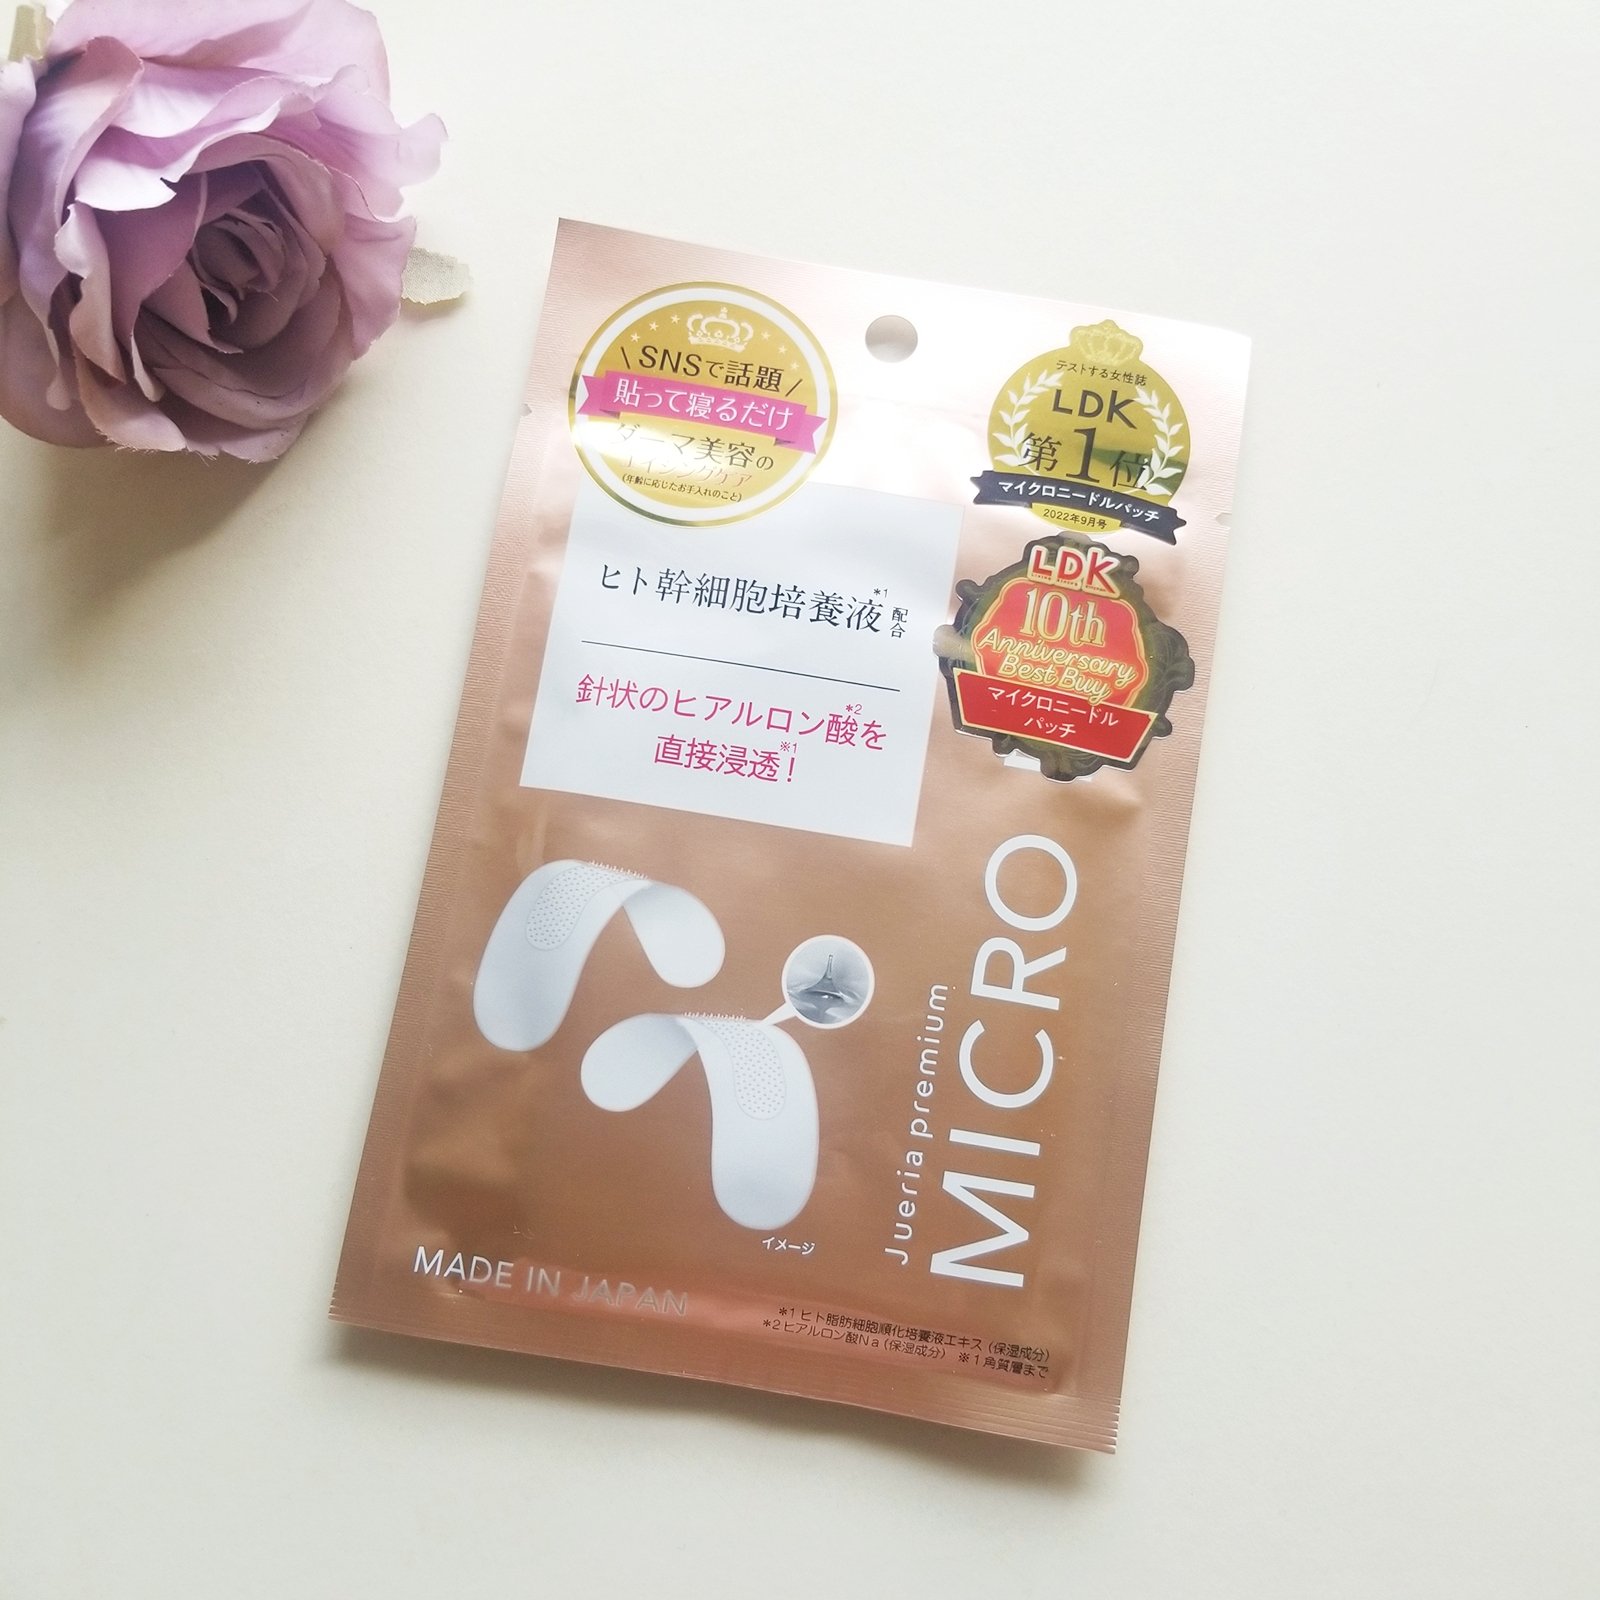 SNSで話題
貼って寝るだけ
ダーマ美容の
エイジングケア
(年齢に応じたお手入れのこと)
テストする女性誌
LDK
第1位
マイクロニードルパッチ
2022年9月号
LDK
10th
Anniversary
Best Buy
マイクロニードル
パッチ
ヒト幹細胞培養液*1配合
針状のヒアルロン酸*2を
直接浸透※1!
Jueria premium
MICRO
イメージ
MADE IN JAPAN
*1 ヒト脂肪細胞順化培養液エキス (保湿成分)
*2 ヒアルロン酸Na (保湿成分) ※1 角質層まで